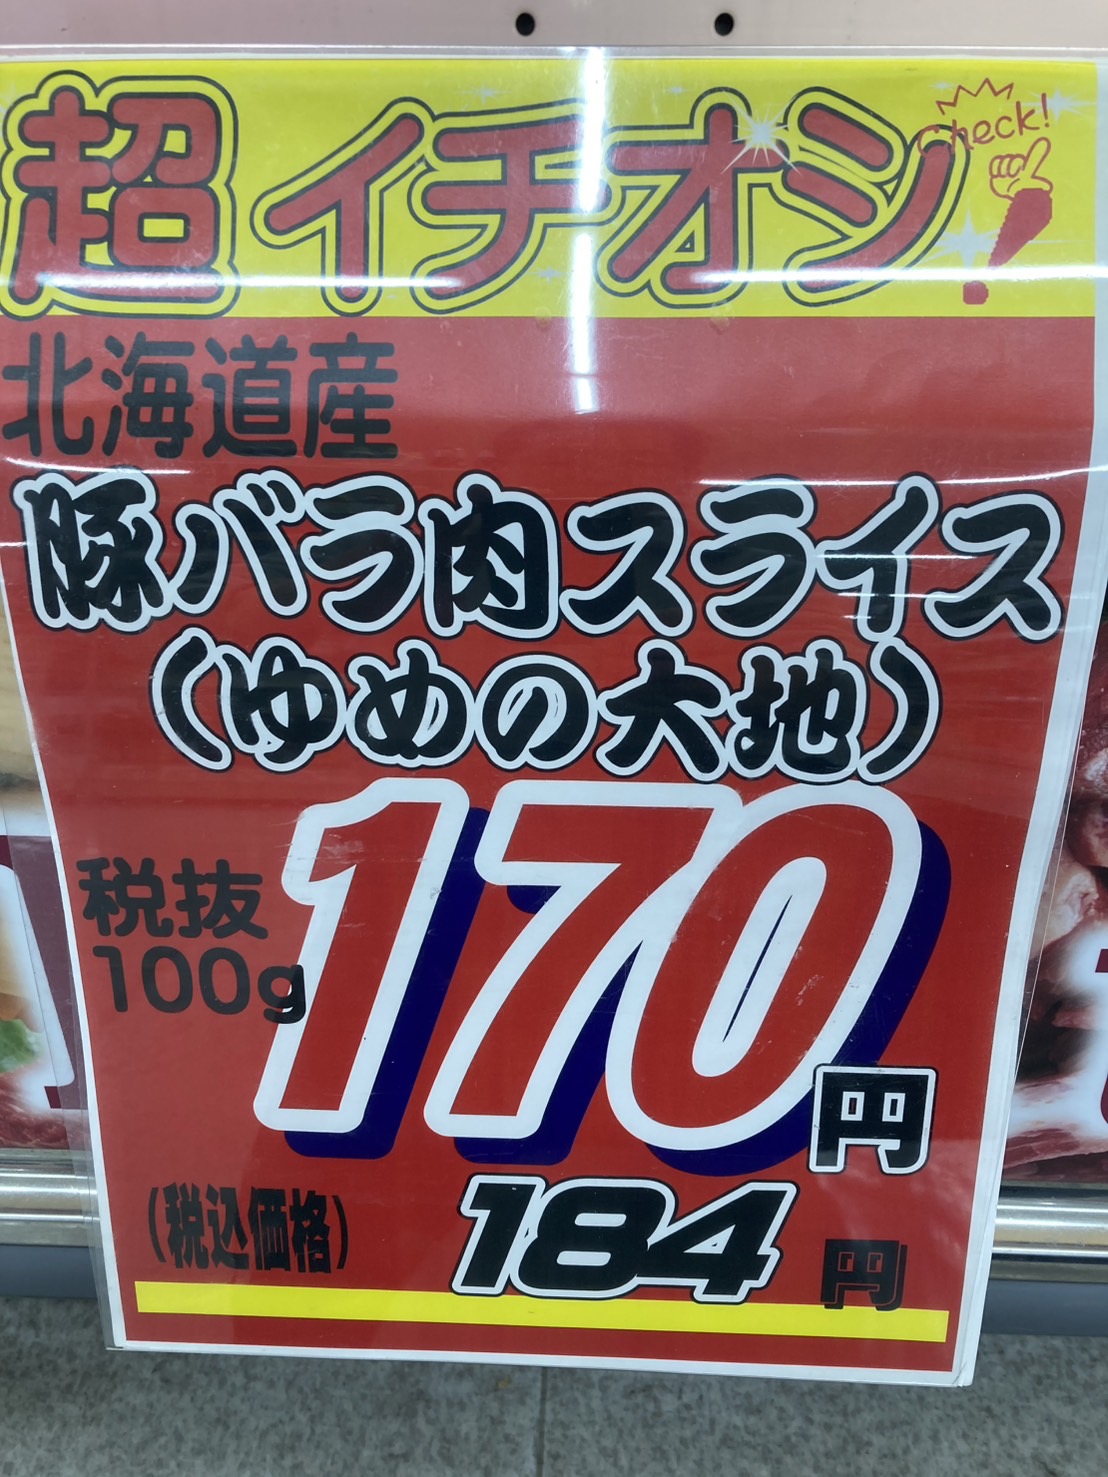 超イチオシ!
Check!
北海道産
豚バラ肉スライス
(ゆめの大地)
税抜
100g
170円
(税込価格) 184円